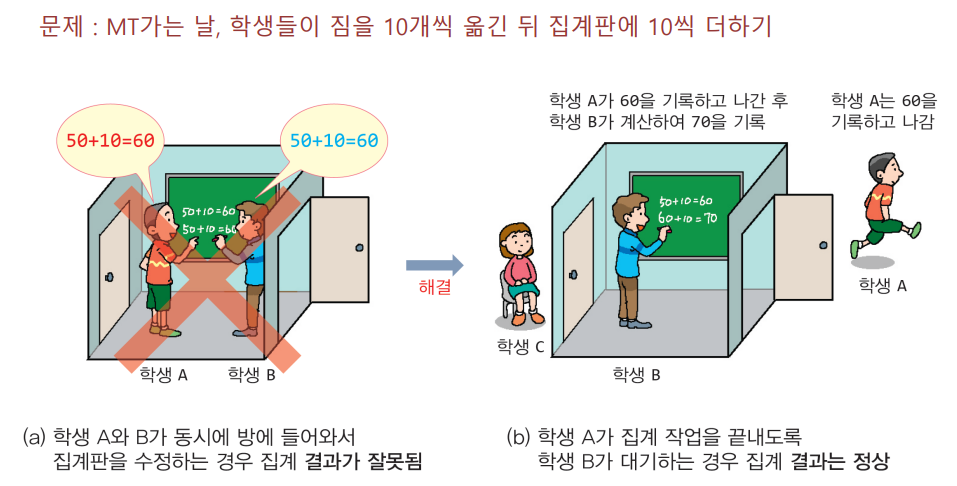 문제 : MT가는 날, 학생들이 짐을 10개씩 옮긴 뒤 집계판에 10씩 더하기
50+10=60
50+10=60
50+10=60
50+10=60
학생 A
학생 B
(a) 학생 A와 B가 동시에 방에 들어와서
집계판을 수정하는 경우 집계 결과가 잘못됨
해결
학생 A가 60을 기록하고 나간 후
학생 B가 계산하여 70을 기록
학생 A는 60을
기록하고 나감
50+10=60
60+10=70
학생 C
학생 B
학생 A
(b) 학생 A가 집계 작업을 끝내도록
학생 B가 대기하는 경우 집계 결과는 정상